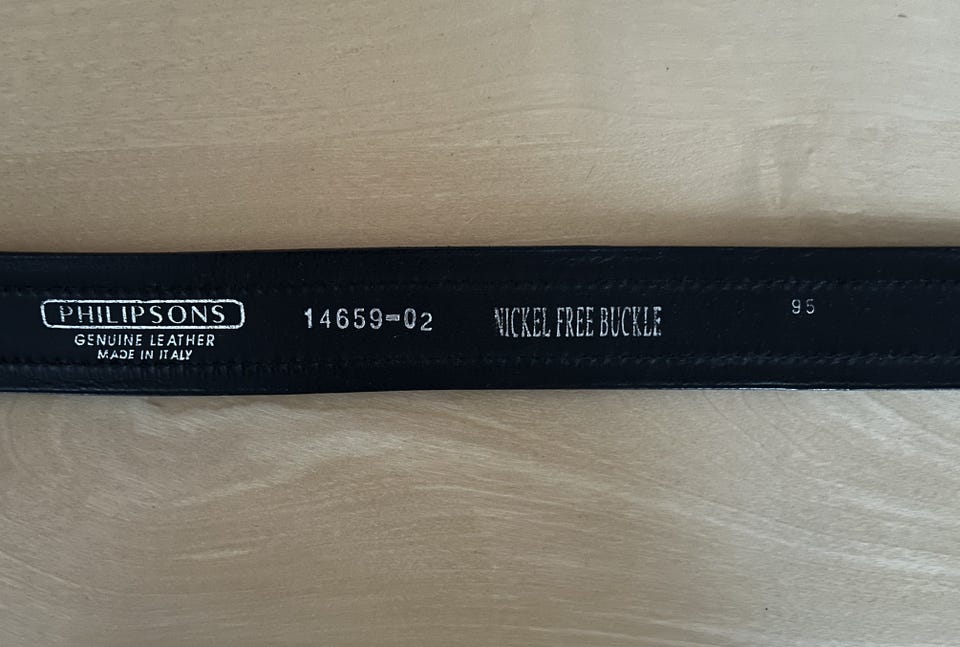 PHILIPSONS
GENUINE LEATHER
MADE IN ITALY
14659-02
NICKEL FREE BUCKLE
95